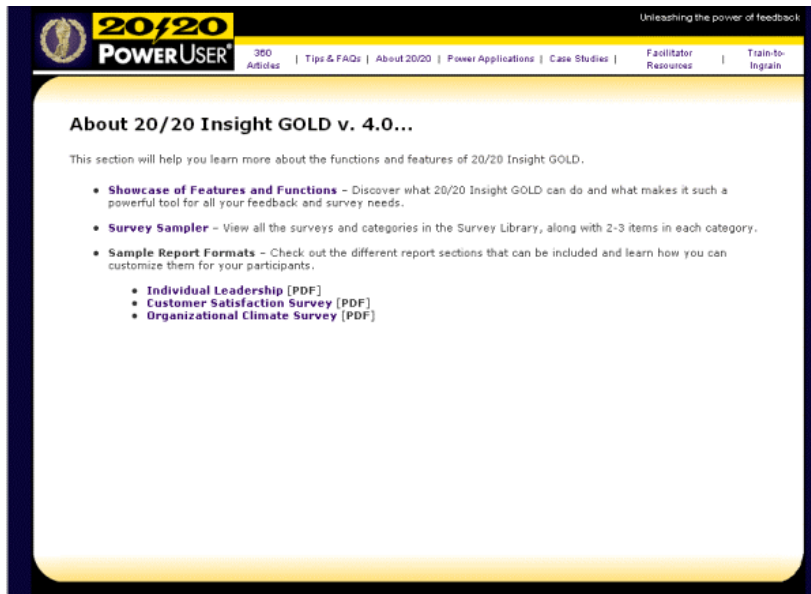 Unleashing the power of feedback
20/20
POWERUSER®
360 Articles | Tips & FAQs | About 20/20 | Power Applications | Case Studies | Facilitator Resources | Train-to-Ingrain
About 20/20 Insight GOLD v. 4.0...
This section will help you learn more about the functions and features of 20/20 Insight GOLD.
• Showcase of Features and Functions – Discover what 20/20 Insight GOLD can do and what makes it such a
powerful tool for all your feedback and survey needs.
• Survey Sampler – View all the surveys and categories in the Survey Library, along with 2-3 items in each category.
• Sample Report Formats – Check out the different report sections that can be included and learn how you can
customize them for your participants.
• Individual Leadership [PDF]
• Customer Satisfaction Survey [PDF]
• Organizational Climate Survey [PDF]